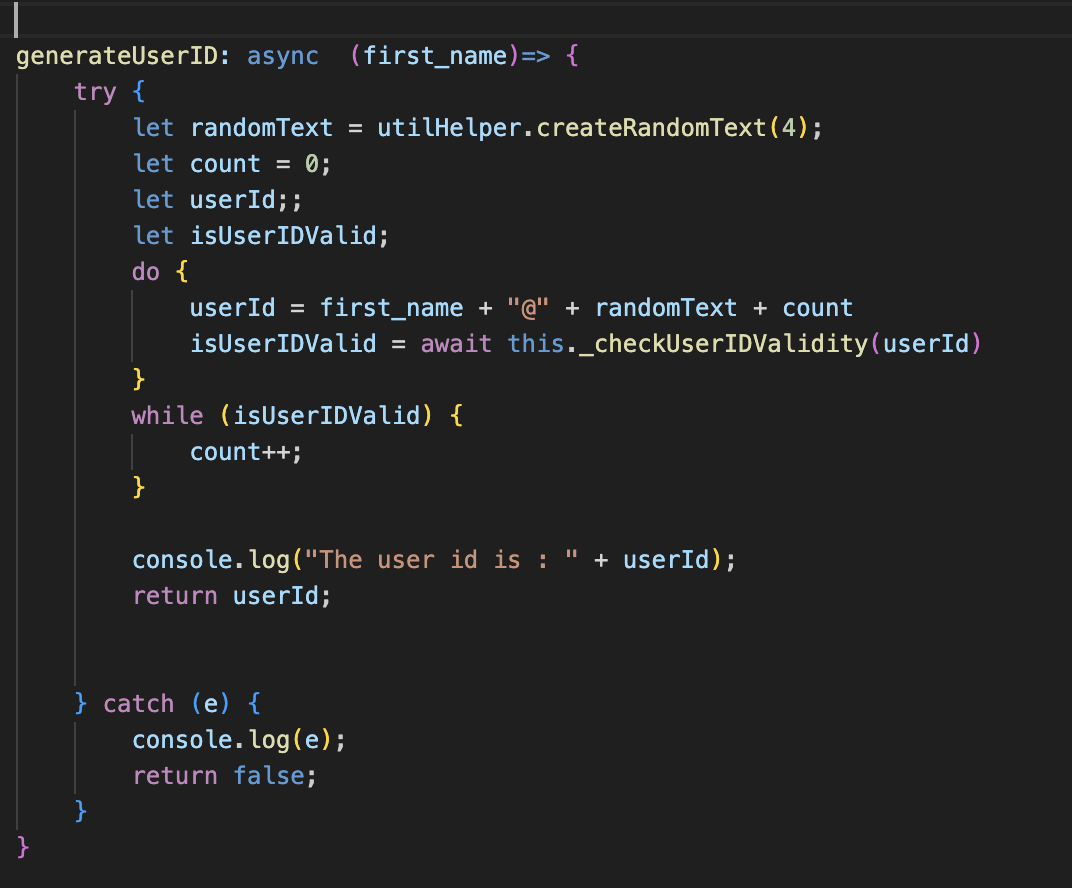 generateUserID: async  (first_name)=> {
    try {
        let randomText = utilHelper.createRandomText(4);
        let count = 0;
        let userId;;
        let isUserIDValid;
        do {
            userId = first_name + "@" + randomText + count
            isUserIDValid = await this._checkUserIDValidity(userId)
        }
        while (isUserIDValid) {
            count++;
        }

        console.log("The user id is : " + userId);
        return userId;


    } catch (e) {
        console.log(e);
        return false;
    }
}